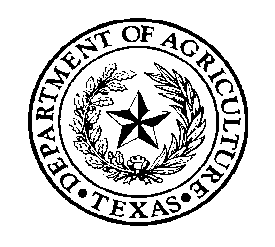 DEPARTMENT OF AGRICULTURE
• TEXAS •